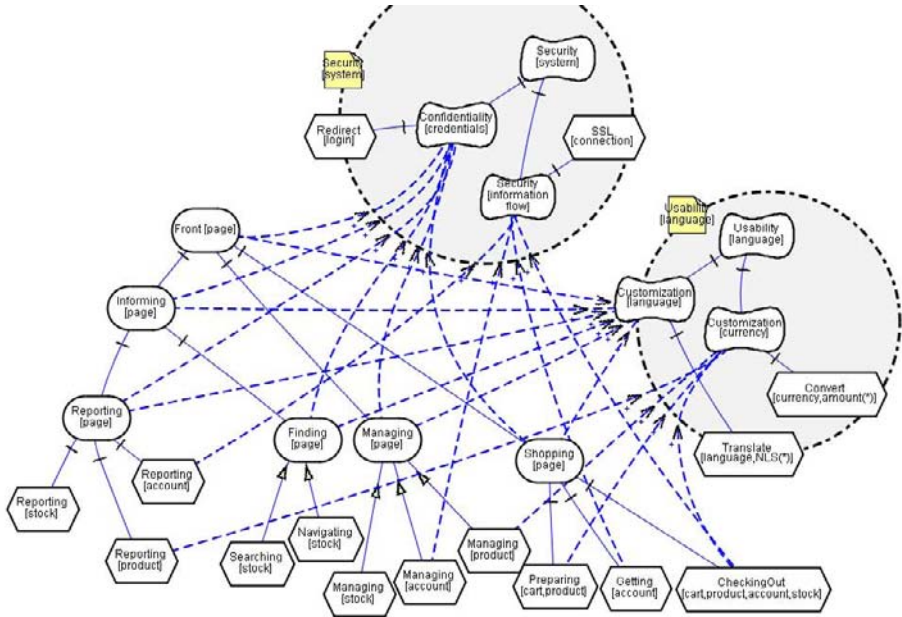 Security
[system]
Security
[system]
Confidentiality
[credentials]
Redirect
[login]
SSL
[connection]
Security
[information
flow]
Usability
[language]
Usability
[language]
Front [page]
Customization
[language]
Informing
[page]
Customization
[currency]
Convert
[currency,amount(*)]
Reporting
[page]
Finding
[page]
Managing
[page]
Shopping
[page]
Translate
[language,NLS(*)]
Reporting
[account]
Reporting
[stock]
Navigating
[stock]
Managing
[product]
Reporting
[product]
Searching
[stock]
Managing
[stock]
Managing
[account]
Preparing
[cart,product]
Getting
[account]
CheckingOut
[cart,product,account,stock]